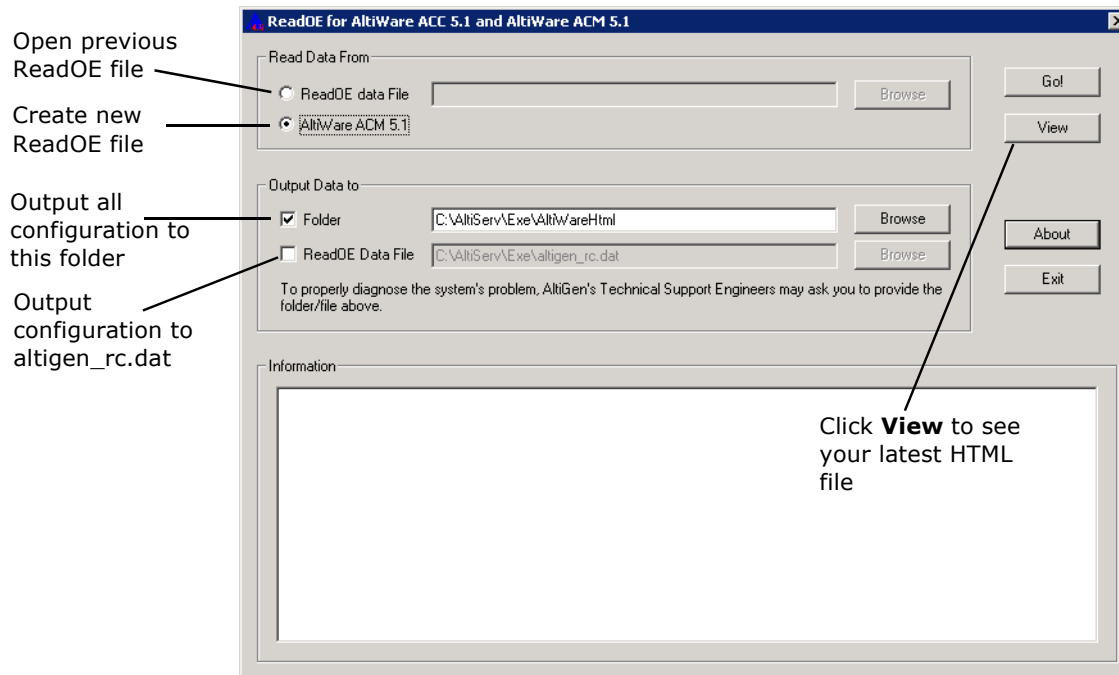 ReadOE for AltiWare ACC 5.1 and AltiWare ACM 5.1
Open previous
ReadOE file
Create new
ReadOE file
Output all
configuration to
this folder
Output
configuration to
altigen_rc.dat
Read Data From
ReadOE data File
Browse
AltiWare ACM 5.1
Go!
View
Output Data to
Folder
C:\AltiServ\Exe\AltiWareHtml
Browse
ReadOE Data File
C:\AltiServ\Exe\altigen_rc.dat
Browse
To properly diagnose the system's problem, AltiGen's Technical Support Engineers may ask you to provide the
folder/file above.
About
Exit
Information
Click View to see
your latest HTML
file